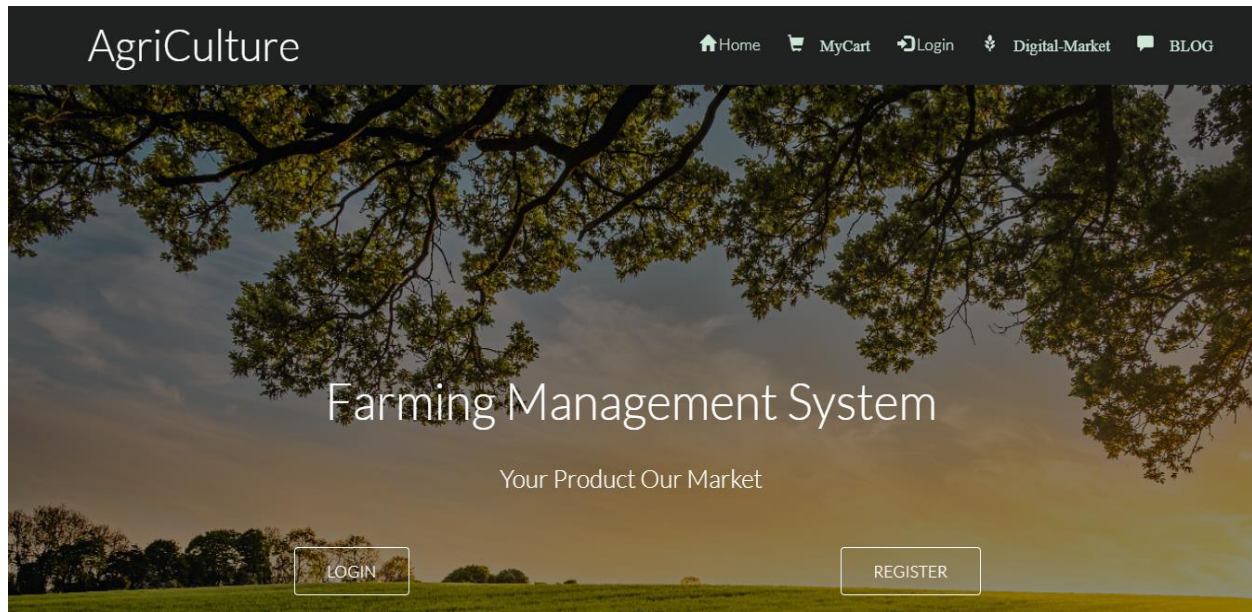 AgriCulture Home MyCart Login Digital-Market BLOG
Farming Management System
Your Product Our Market
LOGIN REGISTER